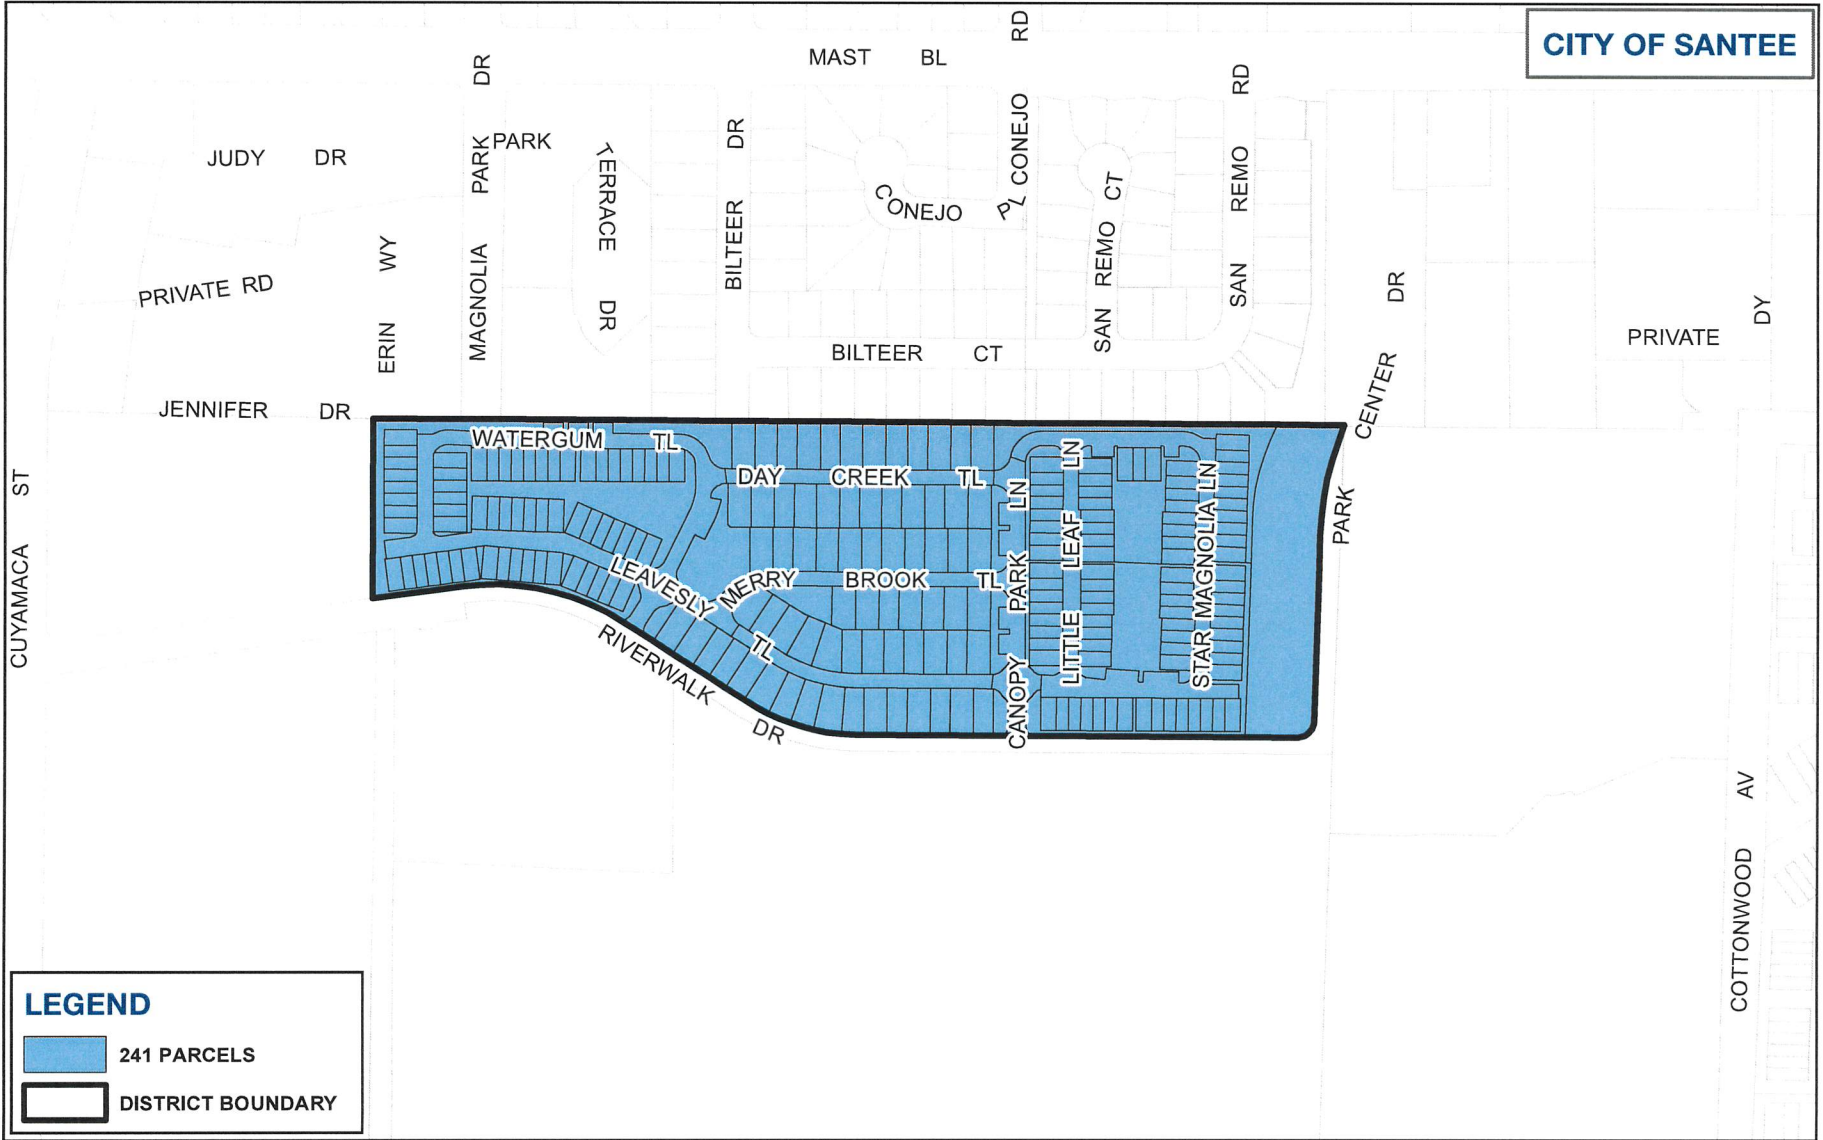 CITY OF SANTEE
MAST BL
JUDY DR
MAGNOLIA PARK DR
PARK TERRACE DR
BILTEER DR
CONEJO PL
CONEJO RD
SAN REMO CT
SAN REMO RD
PRIVATE RD
ERIN WY
BILTEER CT
CENTER DR
PARK
PRIVATE DY
JENNIFER DR
CUYAMACA ST
WATERGUM TL
DAY CREEK TL
LEAVESLY TL
MERRY BROOK TL
CANOPY PARK LN
LITTLE LEAF LN
STAR MAGNOLIA LN
RIVERWALK DR
COTTONWOOD AV
LEGEND
241 PARCELS
DISTRICT BOUNDARY